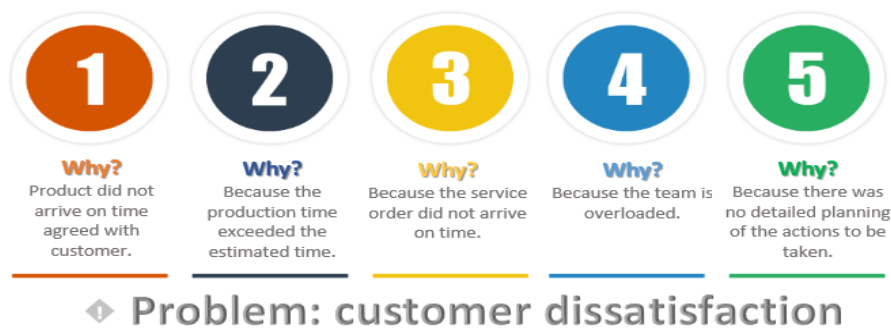 1 2 3 4 5
Why? Why? Why? Why? Why?
Product did not
arrive on time
agreed with
customer.
Because the
production time
exceeded the
estimated time.
Because the service
order did not arrive
on time.
Because the team is
overloaded.
Because there was
no detailed planning
of the actions to be
taken.
! Problem: customer dissatisfaction